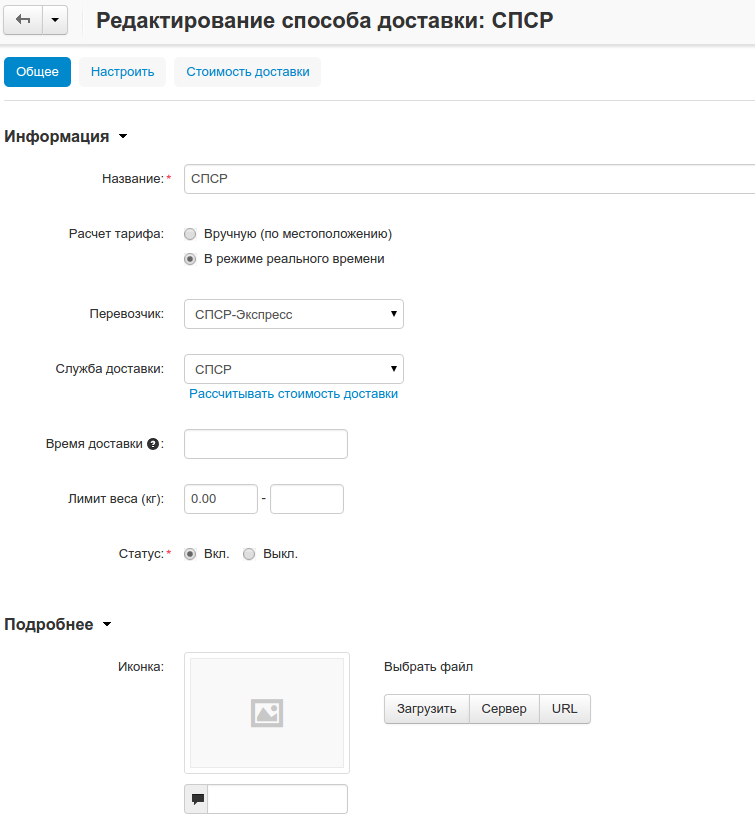 Редактирование способа доставки: СПСР
Общее Настроить Стоимость доставки
Информация
Название:* СПСР
Расчет тарифа: Вручную (по местоположению)
В режиме реального времени
Перевозчик: СПСР-Экспресс
Служба доставки: СПСР
Рассчитывать стоимость доставки
Время доставки ?:
Лимит веса (кг): 0.00 -
Статус:* Вкл. Выкл.
Подробнее
Иконка: Выбрать файл
Загрузить Сервер URL